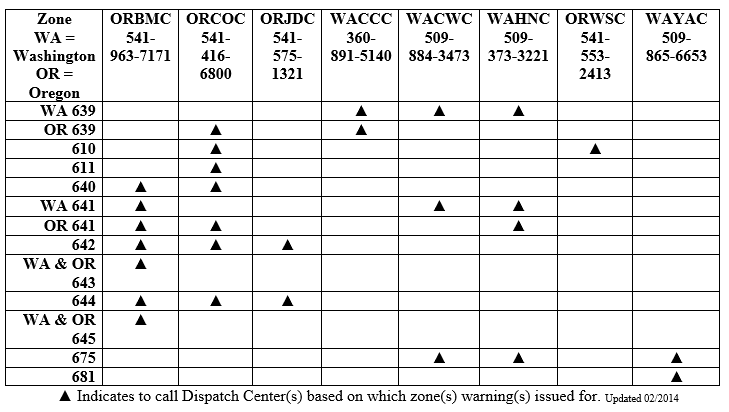 Zone WA = Washington OR = Oregon | ORBMC 541-963-7171 | ORCOC 541-416-6800 | ORJDC 541-575-1321 | WACCC 360-891-5140 | WACWC 509-884-3473 | WAHNC 509-373-3221 | ORWSC 541-553-2413 | WAYAC 509-865-6653
WA 639 | | | | ▲ | ▲ | ▲ | |
OR 639 | | ▲ | | ▲ | | | |
610 | | ▲ | | | | | ▲ |
611 | | ▲ | | | | | |
640 | ▲ | ▲ | | | | | |
WA 641 | ▲ | | | | ▲ | ▲ | |
OR 641 | ▲ | ▲ | | | | ▲ | |
642 | ▲ | ▲ | ▲ | | | | |
WA & OR 643 | ▲ | | | | | | |
644 | ▲ | ▲ | ▲ | | | | |
WA & OR 645 | ▲ | | | | | | |
675 | | | | | ▲ | ▲ | | ▲
681 | | | | | | | | ▲
▲ Indicates to call Dispatch Center(s) based on which zone(s) warning(s) issued for. Updated 02/2014